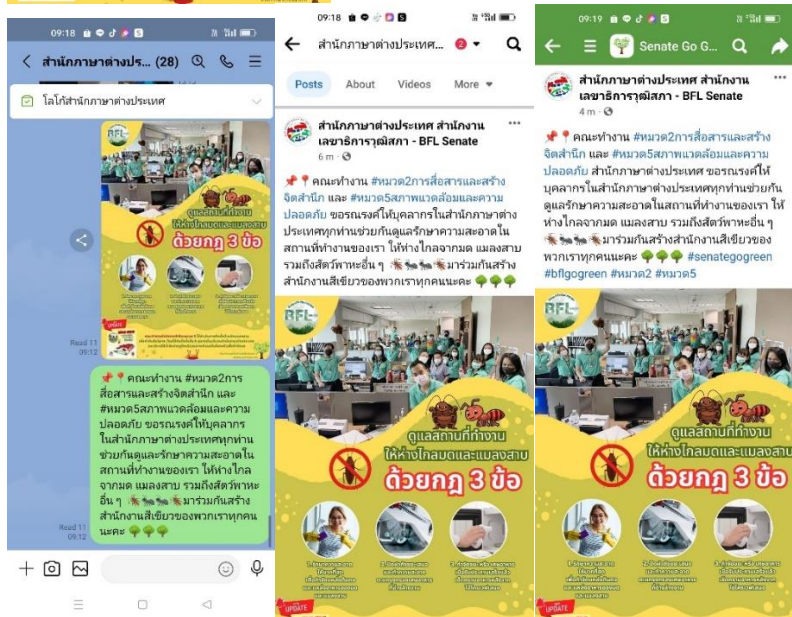 09:18
สำนักภาษาต่างปร... (28)
โลโก้สำนักภาษาต่างประเทศ
BFL
ดูแลสถานที่ทำงาน
ให้ห่างไกลมดและแมลงสาบ
ด้วยกฎ 3 ข้อ
UPDATE
Read 11
09:12
คณะทำงาน #หมวด2การ
สื่อสารและสร้างจิตสำนึก และ
#หมวด5สภาพแวดล้อมและความ
ปลอดภัย ขอรณรงค์ให้บุคลากร
ในสำนักภาษาต่างประเทศทุกท่าน
ช่วยกันดูแลรักษาความสะอาดใน
สถานที่ทำงานของเรา ให้ห่างไกล
จากมด แมลงสาบ รวมถึงสัตว์พาหะ
อื่น ๆ มาร่วมกันสร้าง
สำนักงานสีเขียวของพวกเราทุกคน
นะคะ
Read 11
09:12
09:18
สำนักภาษาต่างประเทศ... 2
Posts About Videos More
สำนักภาษาต่างประเทศ สำนักงาน
เลขาธิการวุฒิสภา - BFL Senate
6 m
คณะทำงาน #หมวด2การสื่อสารและสร้าง
จิตสำนึก และ #หมวด5สภาพแวดล้อมและความ
ปลอดภัย ขอรณรงค์ให้บุคลากรในสำนักภาษาต่าง
ประเทศทุกท่านช่วยกันดูแลรักษาความสะอาดใน
สถานที่ทำงานของเรา ให้ห่างไกลจากมด แมลงสาบ
รวมถึงสัตว์พาหะอื่น ๆ มาร่วมกันสร้าง
สำนักงานสีเขียวของพวกเราทุกคนนะคะ
BFL
ดูแลสถานที่ทำงาน
ให้ห่างไกลมดและแมลงสาบ
ด้วยกฎ 3 ข้อ
UPDATE
09:19
Senate Go G...
สำนักภาษาต่างประเทศ สำนักงาน
เลขาธิการวุฒิสภา - BFL Senate
4 m
คณะทำงาน #หมวด2การสื่อสารและสร้าง
จิตสำนึก และ #หมวด5สภาพแวดล้อมและความ
ปลอดภัย สำนักภาษาต่างประเทศ ขอรณรงค์ให้
บุคลากรในสำนักภาษาต่างประเทศทุกท่านช่วยกัน
ดูแลรักษาความสะอาดในสถานที่ทำงานของเรา ให้
ห่างไกลจากมด แมลงสาบ รวมถึงสัตว์พาหะอื่น ๆ
มาร่วมกันสร้างสำนักงานสีเขียวของ
พวกเราทุกคนนะคะ #senategogreen
#bflgogreen #หมวด2 #หมวด5
BFL
ดูแลสถานที่ทำงาน
ให้ห่างไกลมดและแมลงสาบ
ด้วยกฎ 3 ข้อ
UPDATE